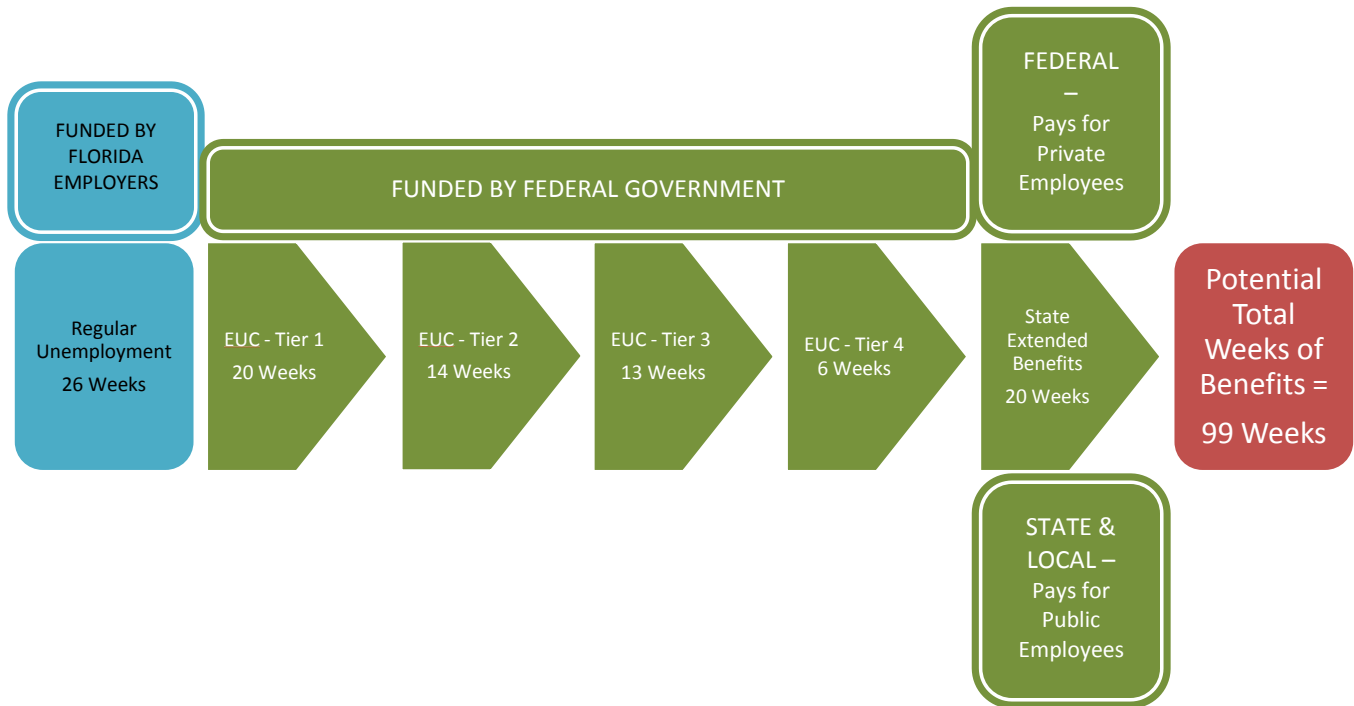 FUNDED BY
FLORIDA
EMPLOYERS
FUNDED BY FEDERAL GOVERNMENT
FEDERAL
–
Pays for
Private
Employees
Regular
Unemployment
26 Weeks
EUC - Tier 1
20 Weeks
EUC - Tier 2
14 Weeks
EUC - Tier 3
13 Weeks
EUC - Tier 4
6 Weeks
State
Extended
Benefits
20 Weeks
Potential
Total
Weeks of
Benefits =
99 Weeks
STATE &
LOCAL –
Pays for
Public
Employees